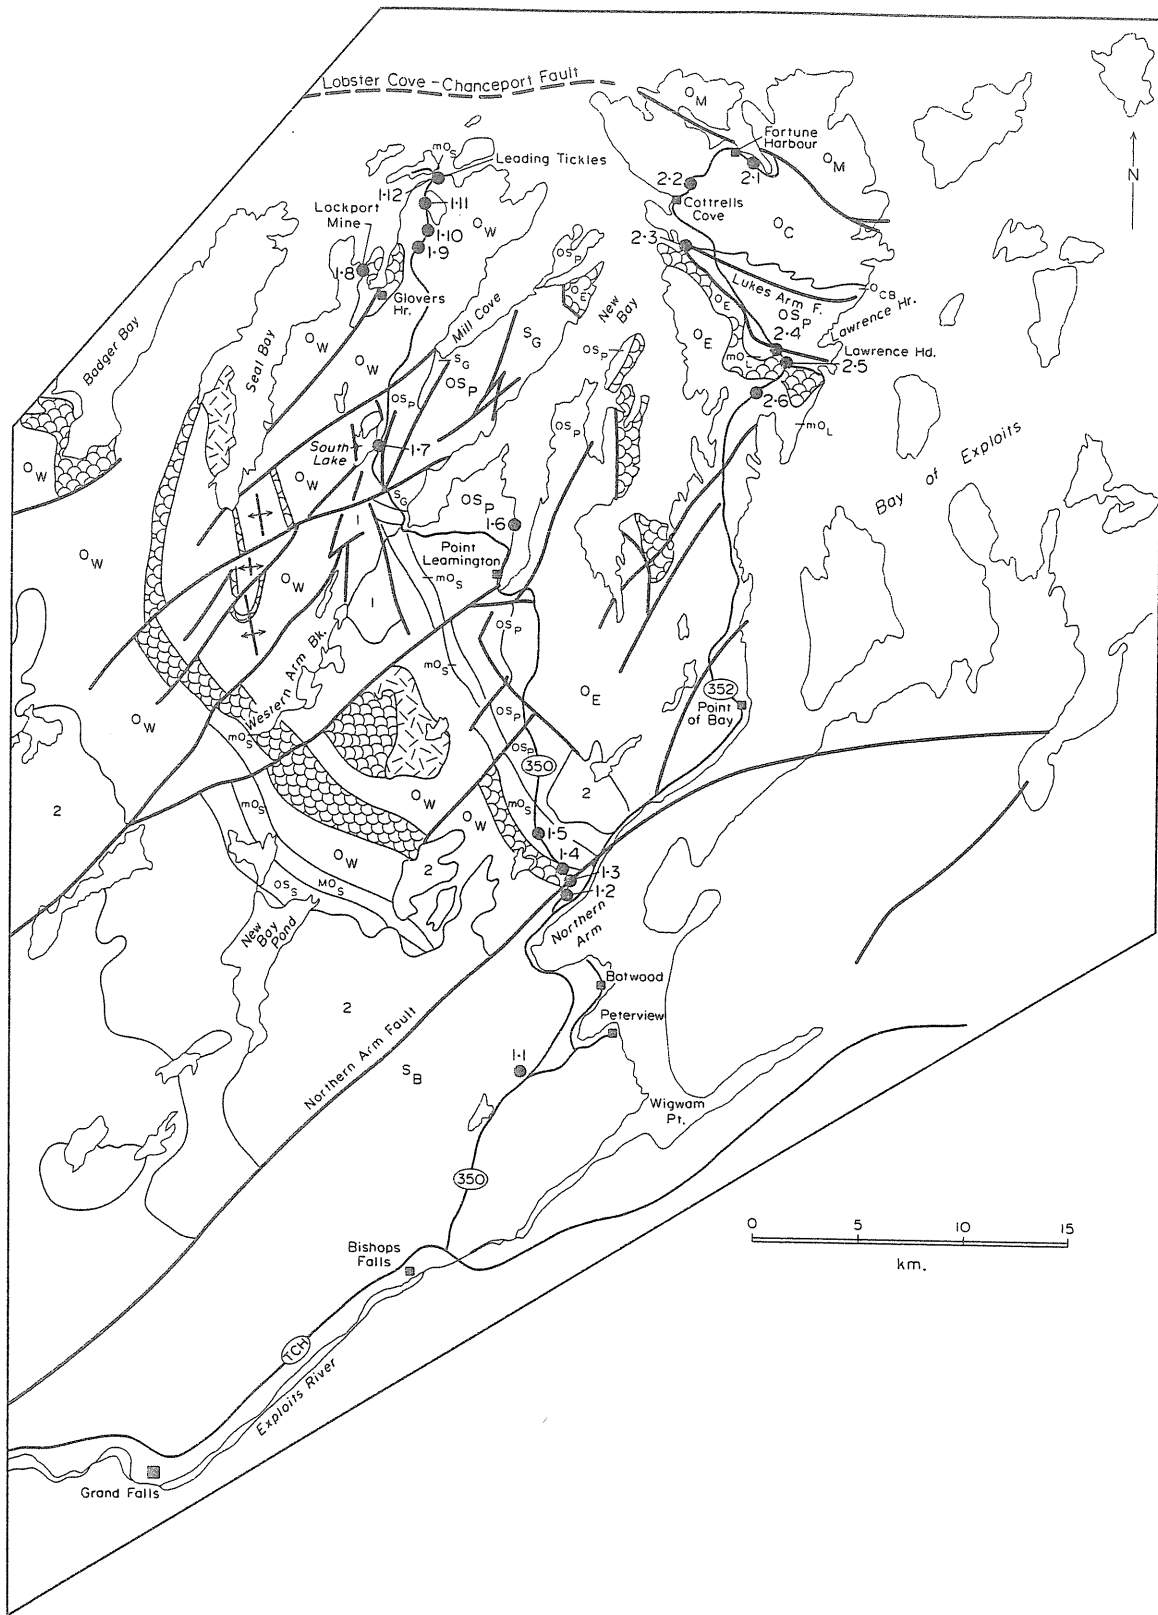 Lobster Cove - Chanceport Fault
OM
Fortune
Harbour
OM
mOS
Leading Tickles
2·1
2·2
N
1·12
1·11
Cottrells
Cove
Lockport
Mine
OW
1·10
OC
2·3
1·9
OSP
1·8
OCB
Glovers
Hr.
OE
Lukes Arm F.
OE
New
Bay
OSP
Lawrence Hr.
Badger Bay
Seal Bay
Mill Cove
OW
SG
OE
2·4
Lawrence Hd.
OSP
mOL
2·5
OW
SG
OSP
OSP
2·6
mOL
OSP
South
Lake
1·7
Bay of Exploits
OW
OW
SG
OSP
1·6
1
Point
Leamington
OW
mOS
OW
1
OSP
Western Arm Bk.
mOS
OE
352
Point
of Bay
OW
OSP
mOS
OSP
350
2
2
OW
mOS
mOS
OW
1·5
OW
2
1·4
1·3
OSS
MOS
1·2
New
Bay
Pond
Northern
Arm
Botwood
2
Peterview
Northern Arm Fault
SB
1·1
Wigwam
Pt.
350
0 5 10 15
km.
Bishops
Falls
TCH
Exploits River
Grand Falls